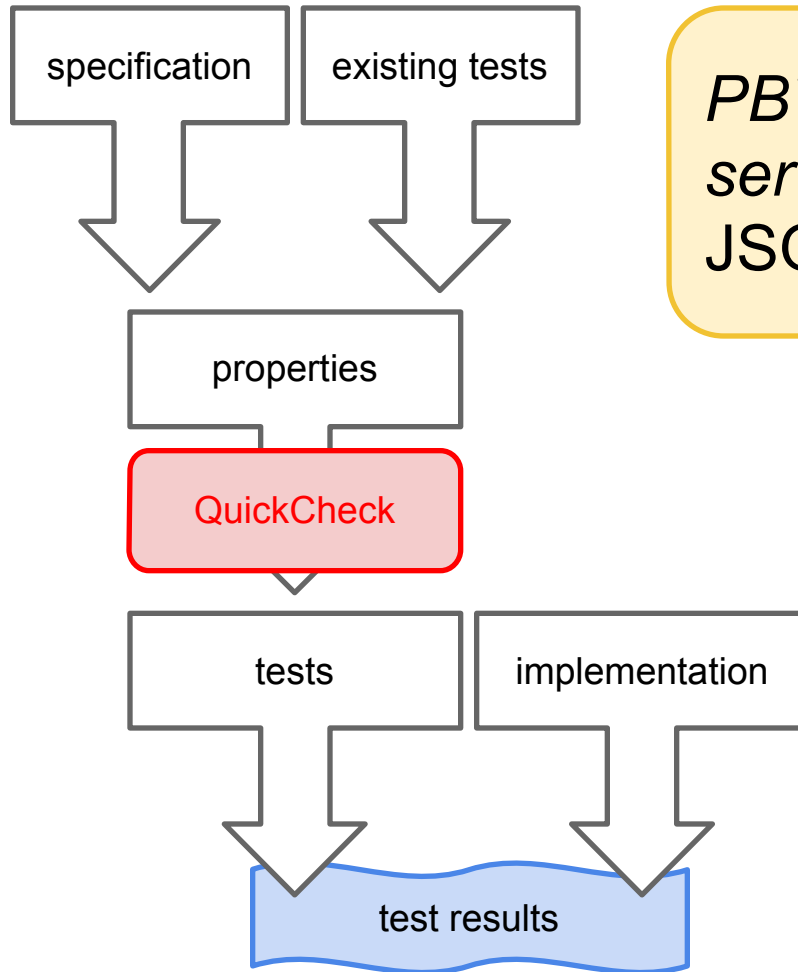 specification
existing tests
properties
QuickCheck
tests
implementation
test results